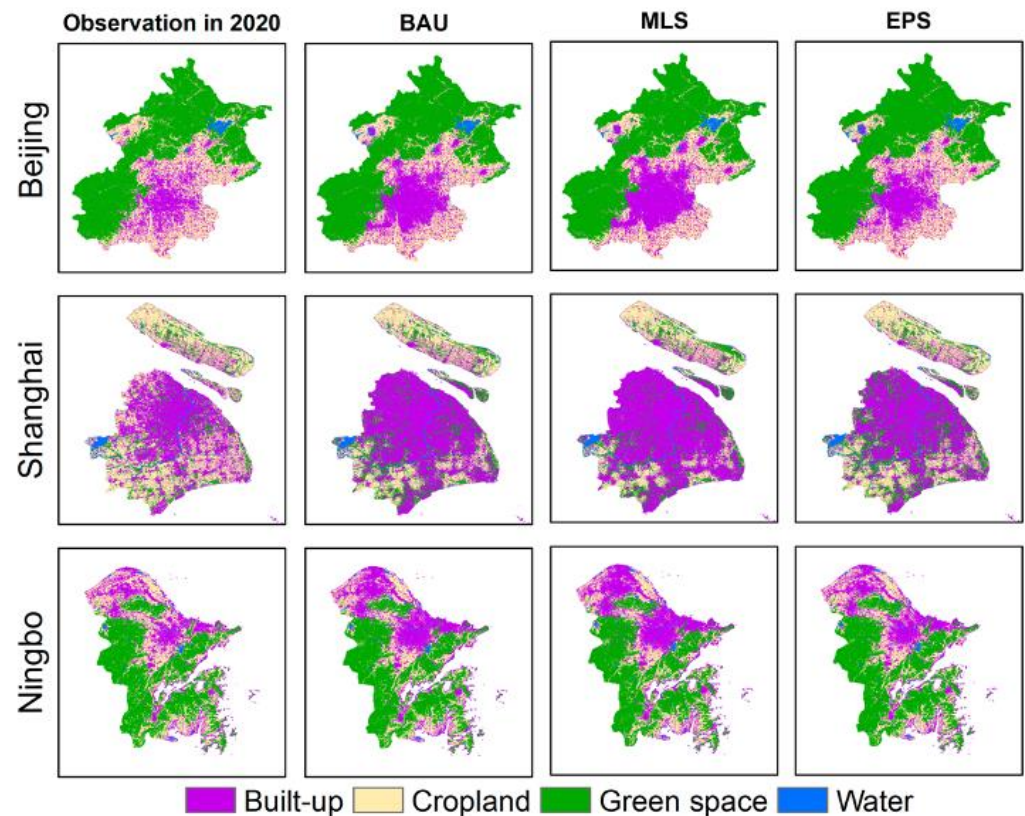 Observation in 2020 BAU MLS EPS
Beijing
Shanghai
Ningbo
Built-up Cropland Green space Water